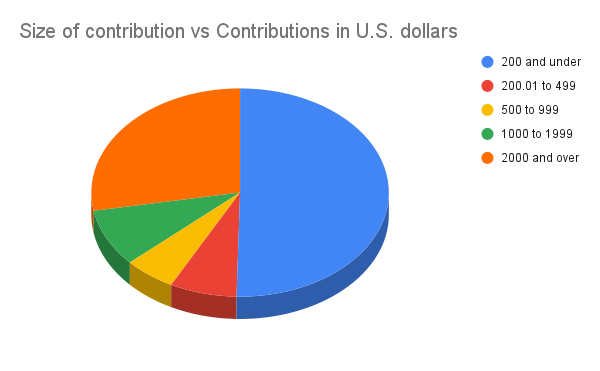 Size of contribution vs Contributions in U.S. dollars
200 and under
200.01 to 499
500 to 999
1000 to 1999
2000 and over